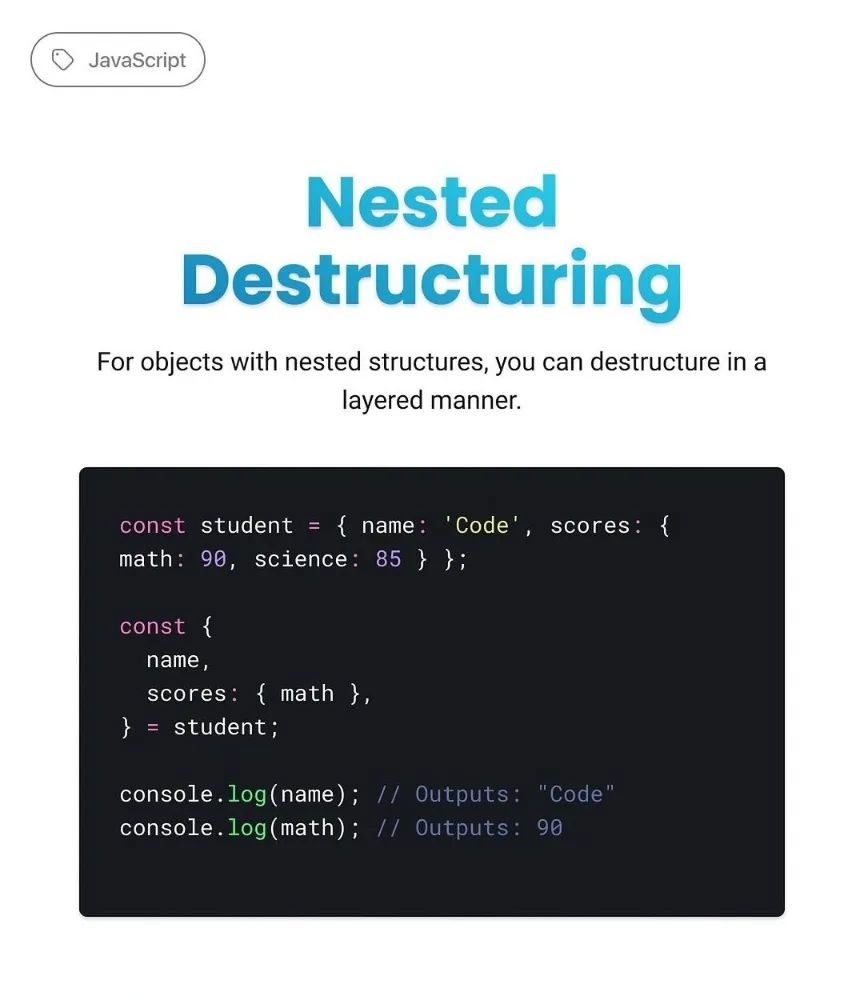 JavaScript
Nested
Destructuring
For objects with nested structures, you can destructure in a
layered manner.
const student = { name: 'Code', scores: {
math: 90, science: 85 } };
const {
  name,
  scores: { math },
} = student;
console.log(name); // Outputs: "Code"
console.log(math); // Outputs: 90